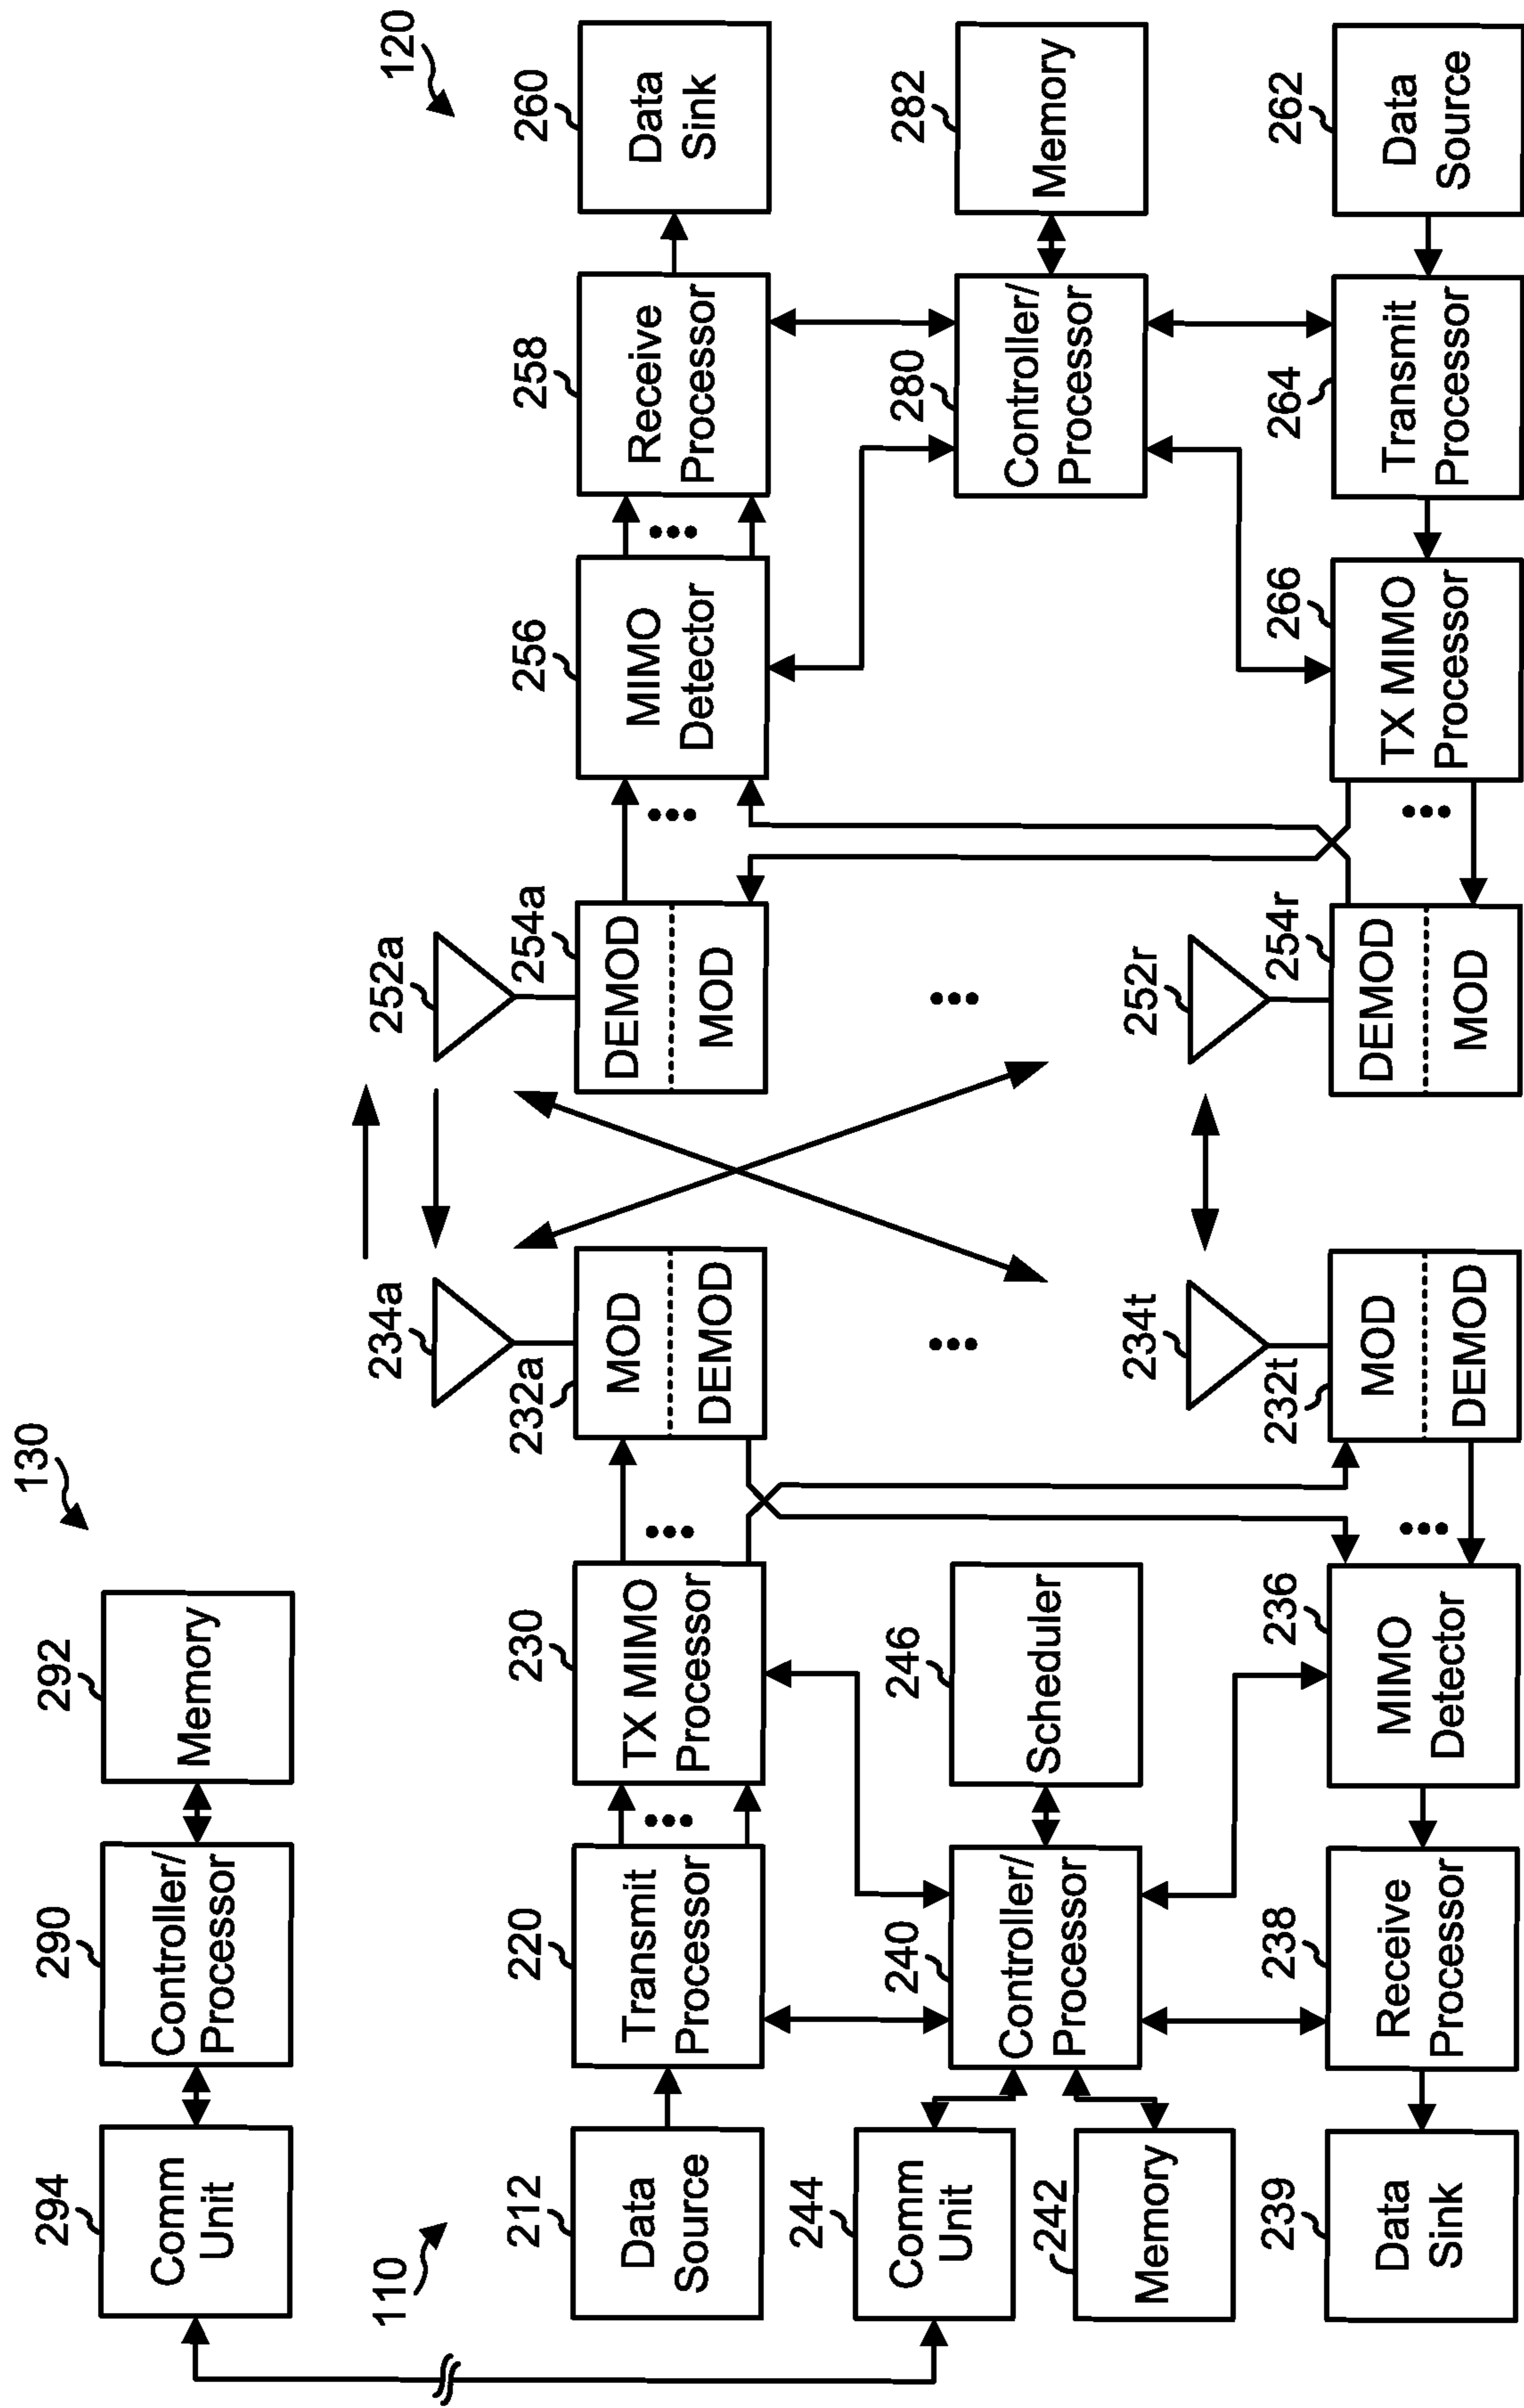 130
294
Comm
Unit
290
Controller/
Processor
292
Memory
110
212
Data
Source
220
Transmit
Processor
230
TX MIMO
Processor
232a
MOD
DEMOD
234a
244
Comm
Unit
242
Memory
240
Controller/
Processor
246
Scheduler
239
Data
Sink
238
Receive
Processor
236
MIMO
Detector
232t
MOD
DEMOD
234t
120
252a
254a
DEMOD
MOD
256
MIMO
Detector
258
Receive
Processor
260
Data
Sink
280
Controller/
Processor
282
Memory
252r
254r
DEMOD
MOD
266
TX MIMO
Processor
264
Transmit
Processor
262
Data
Source